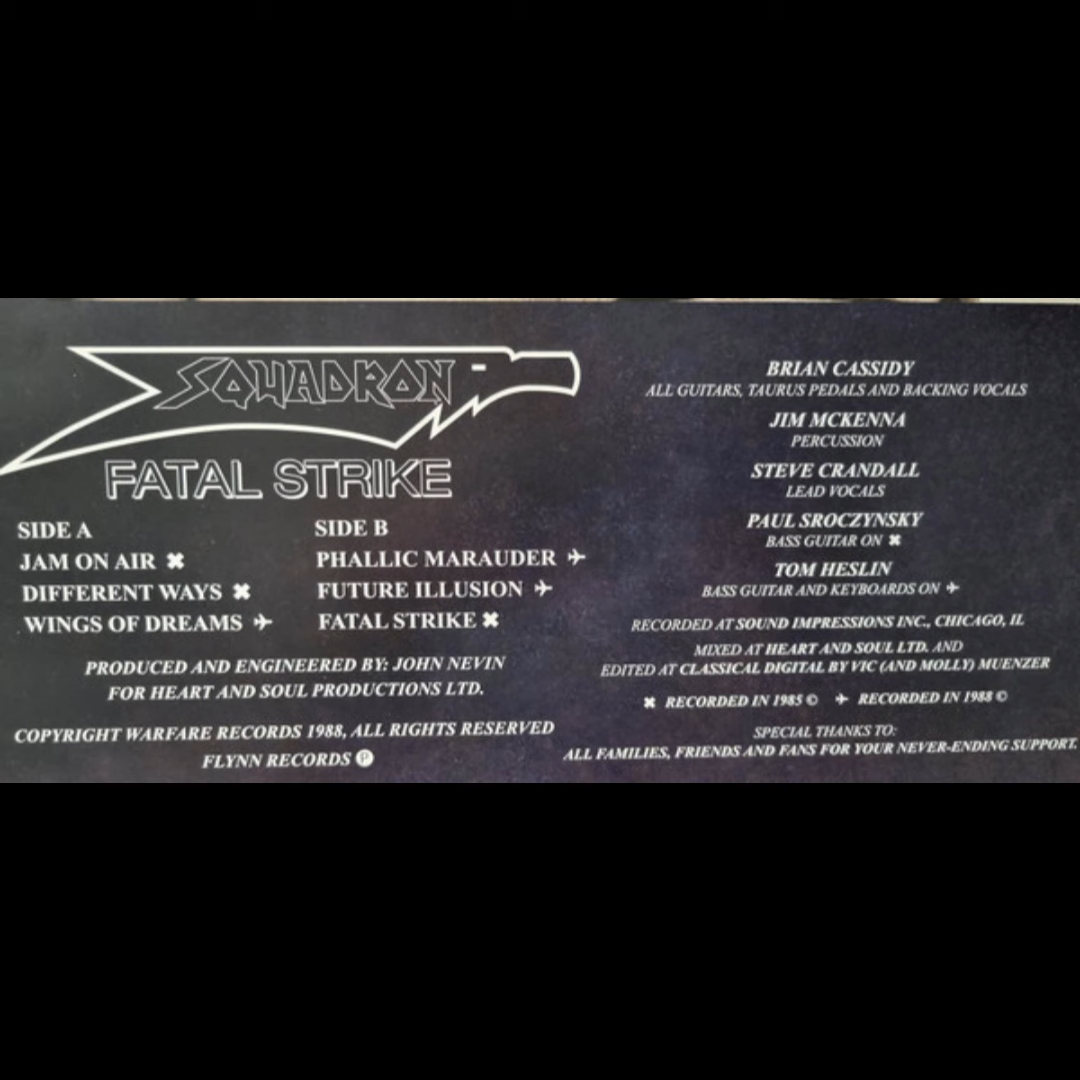 SQUADRON
FATAL STRIKE
SIDE A
JAM ON AIR ✖
DIFFERENT WAYS ✖
WINGS OF DREAMS ✈
SIDE B
PHALLIC MARAUDER ✈
FUTURE ILLUSION ✈
FATAL STRIKE ✖
PRODUCED AND ENGINEERED BY: JOHN NEVIN
FOR HEART AND SOUL PRODUCTIONS LTD.
COPYRIGHT WARFARE RECORDS 1988, ALL RIGHTS RESERVED
FLYNN RECORDS ℗
BRIAN CASSIDY
ALL GUITARS, TAURUS PEDALS AND BACKING VOCALS
JIM MCKENNA
PERCUSSION
STEVE CRANDALL
LEAD VOCALS
PAUL SROCZYNSKY
BASS GUITAR ON ✖
TOM HESLIN
BASS GUITAR AND KEYBOARDS ON ✈
RECORDED AT SOUND IMPRESSIONS INC., CHICAGO, IL
MIXED AT HEART AND SOUL LTD. AND
EDITED AT CLASSICAL DIGITAL BY VIC (AND MOLLY) MUENZER
✖ RECORDED IN 1985 © ✈ RECORDED IN 1988 ©
SPECIAL THANKS TO:
ALL FAMILIES, FRIENDS AND FANS FOR YOUR NEVER-ENDING SUPPORT.